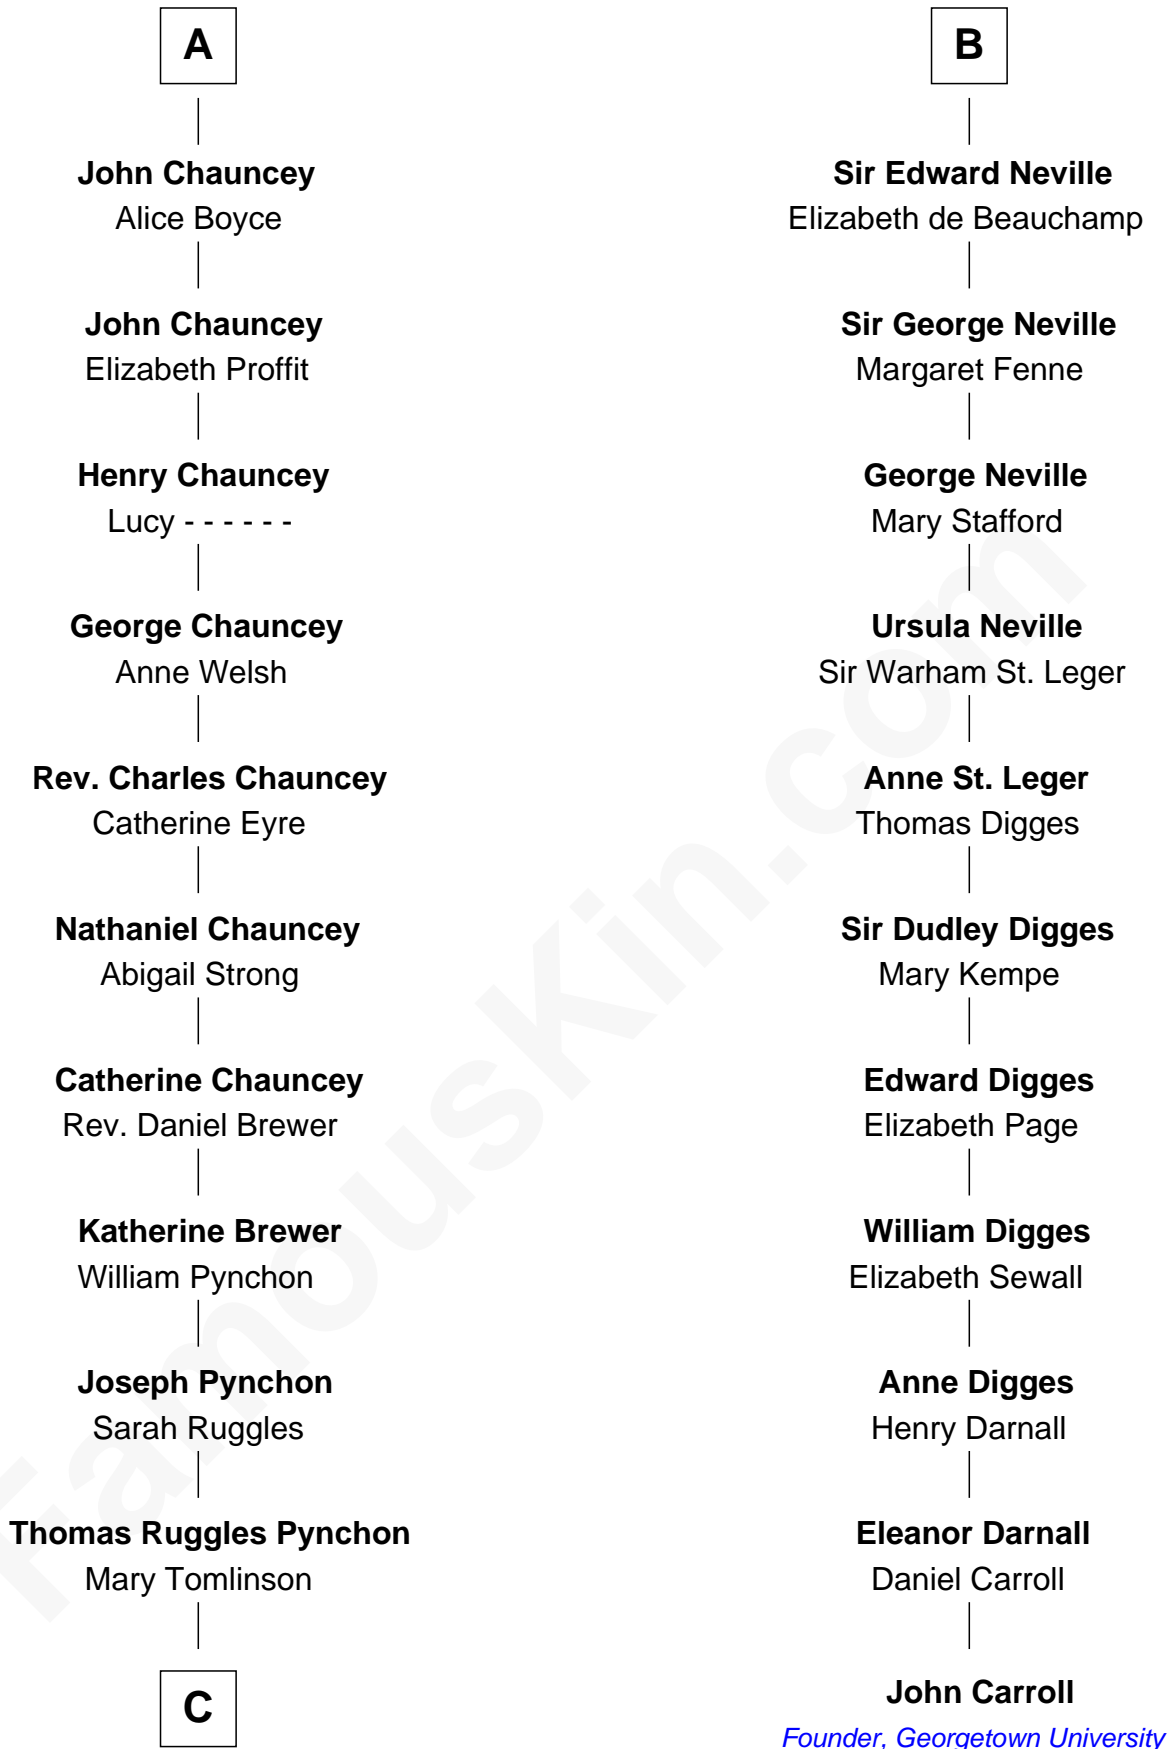 A
John Chauncey
Alice Boyce
John Chauncey
Elizabeth Proffit
Henry Chauncey
Lucy - - - - - -
George Chauncey
Anne Welsh
Rev. Charles Chauncey
Catherine Eyre
Nathaniel Chauncey
Abigail Strong
Catherine Chauncey
Rev. Daniel Brewer
Katherine Brewer
William Pynchon
Joseph Pynchon
Sarah Ruggles
Thomas Ruggles Pynchon
Mary Tomlinson
C
B
Sir Edward Neville
Elizabeth de Beauchamp
Sir George Neville
Margaret Fenne
George Neville
Mary Stafford
Ursula Neville
Sir Warham St. Leger
Anne St. Leger
Thomas Digges
Sir Dudley Digges
Mary Kempe
Edward Digges
Elizabeth Page
William Digges
Elizabeth Sewall
Anne Digges
Henry Darnall
Eleanor Darnall
Daniel Carroll
John Carroll
Founder, Georgetown University
FamousKin.com